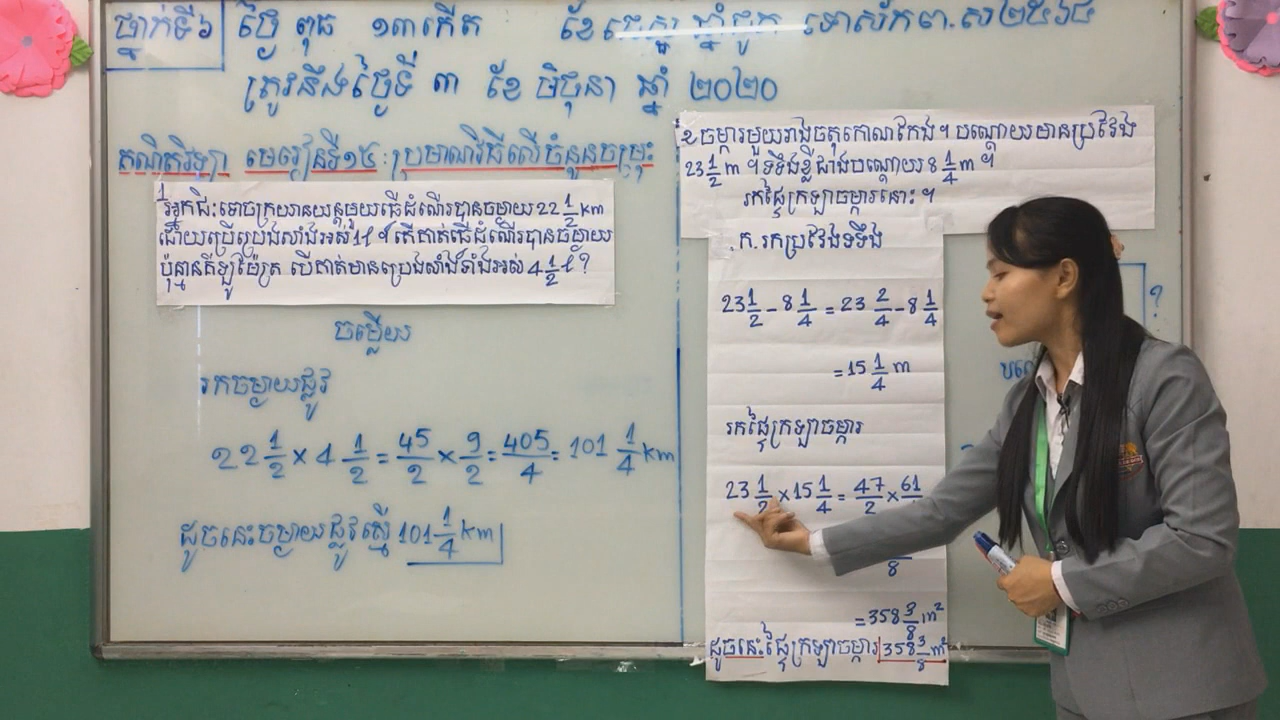 ថ្នាក់ទី៦
ថ្ងៃ ពុធ ១៣កើត ខែ ជេស្ឋ ឆ្នាំជូត ទោស័ក ព.ស ២៥៦៤
ត្រូវនឹងថ្ងៃទី ៣ ខែ មិថុនា ឆ្នាំ ២០២០
គណិតវិទ្យា មេរៀនទី១៥ : ប្រមាណវិធីលើចំនួនចម្រុះ
1 អ្នកជិះទោចក្រយានយន្តមួយធ្វើដំណើរបានចម្ងាយ 22 1/2 km
ដោយប្រើប្រេងសាំងអស់ 1l ។ តើគាត់ធ្វើដំណើរបានចម្ងាយ
ប៉ុន្មានគីឡូម៉ែត្រ បើគាត់មានប្រេងសាំងទាំងអស់ 4 1/2 l ?
ចម្លើយ
រកចម្ងាយផ្លូវ
22 1/2 × 4 1/2 = 45/2 × 9/2 = 405/4 = 101 1/4 km
ដូចនេះចម្ងាយផ្លូវស្មើ 101 1/4 km
2 ចម្ការមួយរាងចតុកោណកែង ។ បណ្តោយមានប្រវែង
23 1/2 m ។ ទទឹងខ្លីជាងបណ្តោយ 8 1/4 m ។
រកផ្ទៃក្រឡាចម្ការនោះ ។
ក. រកប្រវែងទទឹង
23 1/2 - 8 1/4 = 23 2/4 - 8 1/4
= 15 1/4 m
រកផ្ទៃក្រឡាចម្ការ
23 1/2 × 15 1/4 = 47/2 × 61
8
= 358 3/8 m²
ដូចនេះផ្ទៃក្រឡាចម្ការ 358 3/8 m²
?